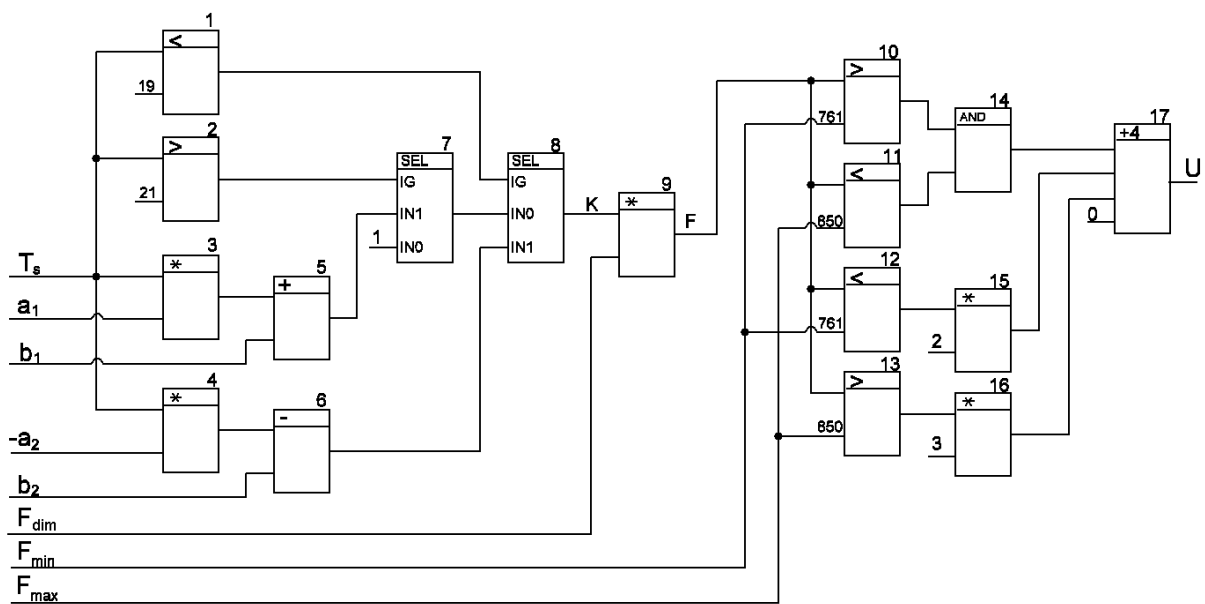 1
<
19
2
>
21
3
*
4
*
5
+
6
-
7
SEL
IG
IN1
1
IN0
8
SEL
IG
IN0
IN1
K
9
*
F
10
>
761
11
<
850
12
<
761
13
>
850
14
AND
15
*
2
16
*
3
17
+4
0
U
Ts
a1
b1
-a2
b2
Fdim
Fmin
Fmax